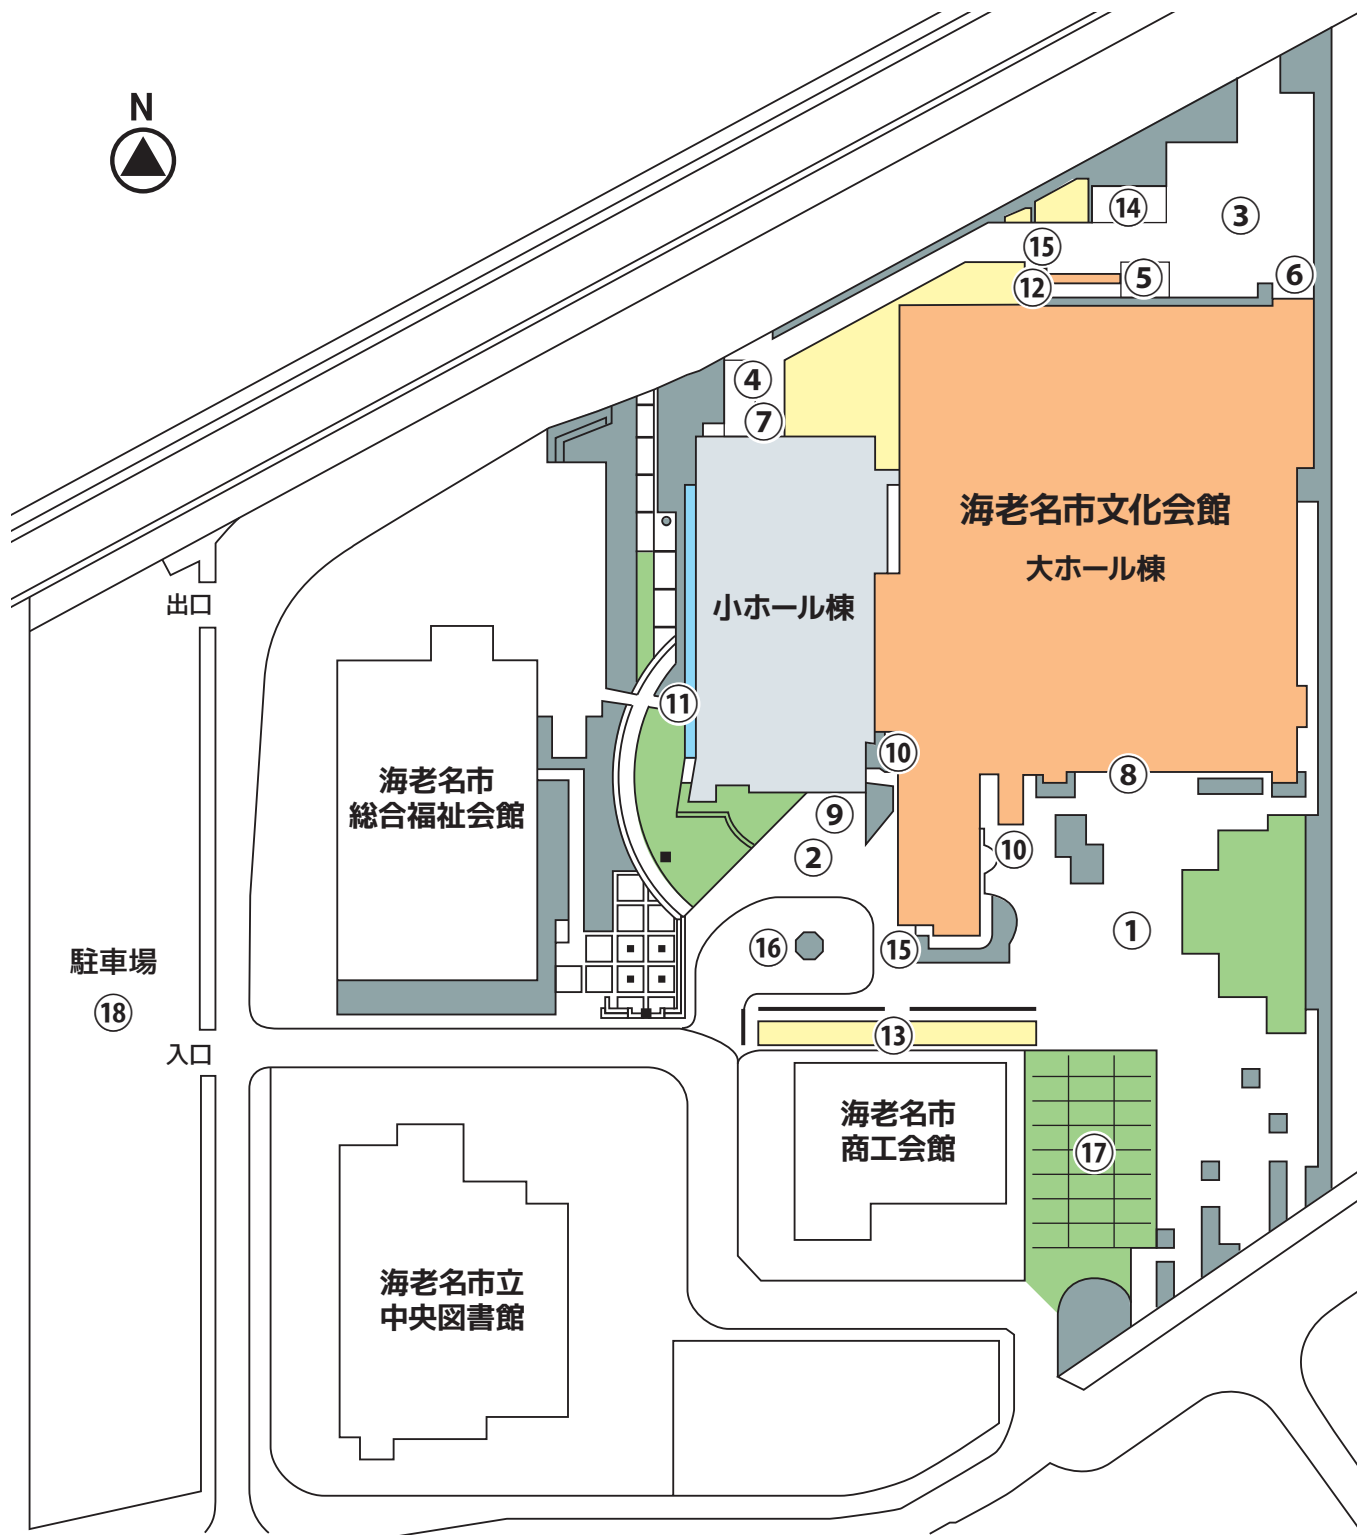 N
⑭
③
⑮
⑤
⑥
⑫
④
⑦
海老名市文化会館
大ホール棟
小ホール棟
出口
⑪
⑩
海老名市
総合福祉会館
⑧
⑨
⑩
②
①
⑯
⑮
駐車場
⑱
⑬
入口
海老名市
商工会館
⑰
海老名市立
中央図書館